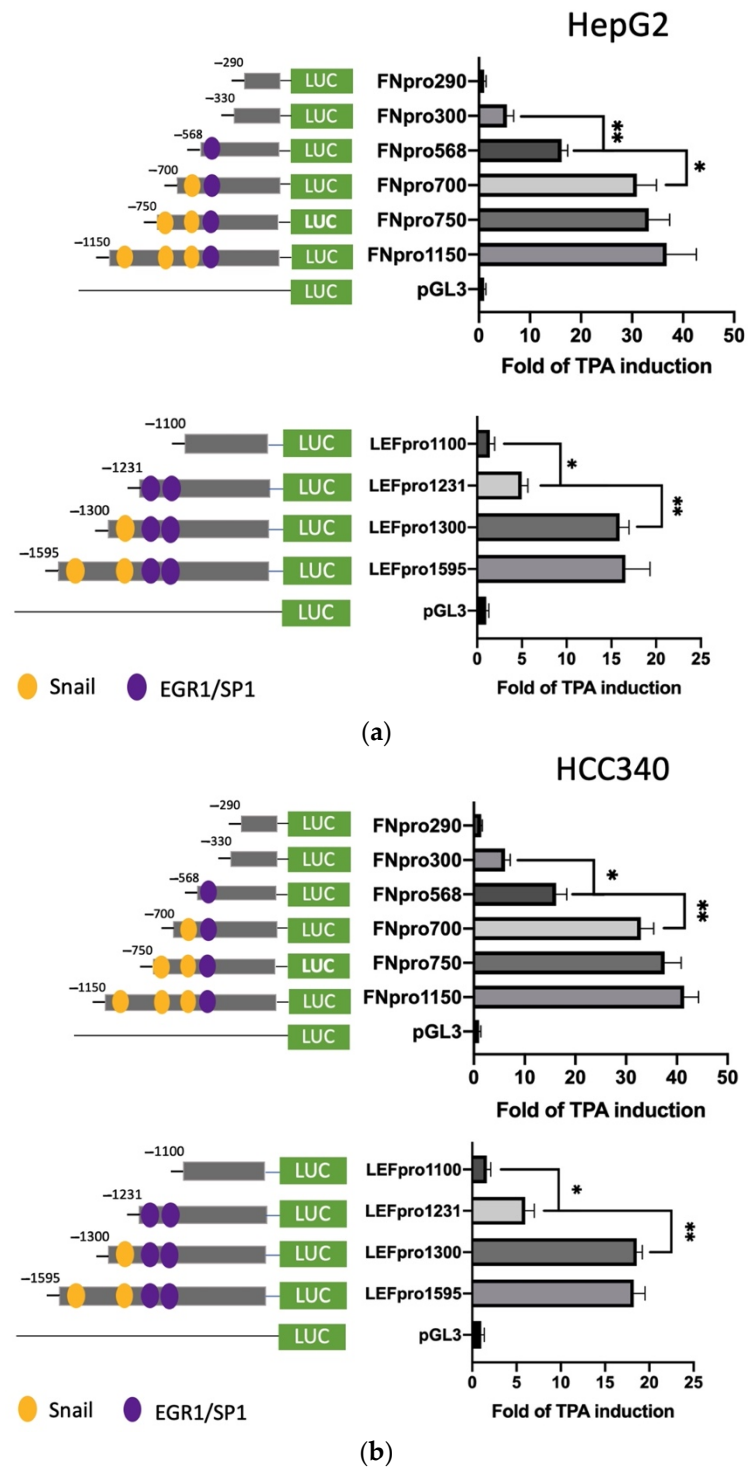 HepG2
−290 LUC FNpro290
−330 LUC FNpro300
−568 LUC FNpro568
−700 LUC FNpro700
−750 LUC FNpro750
−1150 LUC FNpro1150
LUC pGL3
** *
0 10 20 30 40 50
Fold of TPA induction
−1100 LUC LEFpro1100
−1231 LUC LEFpro1231
−1300 LUC LEFpro1300
−1595 LUC LEFpro1595
LUC pGL3
* **
0 5 10 15 20 25
Fold of TPA induction
Snail EGR1/SP1
(a)
HCC340
−290 LUC FNpro290
−330 LUC FNpro300
−568 LUC FNpro568
−700 LUC FNpro700
−750 LUC FNpro750
−1150 LUC FNpro1150
LUC pGL3
* **
0 10 20 30 40 50
Fold of TPA induction
−1100 LUC LEFpro1100
−1231 LUC LEFpro1231
−1300 LUC LEFpro1300
−1595 LUC LEFpro1595
LUC pGL3
* **
0 5 10 15 20 25
Fold of TPA induction
Snail EGR1/SP1
(b)